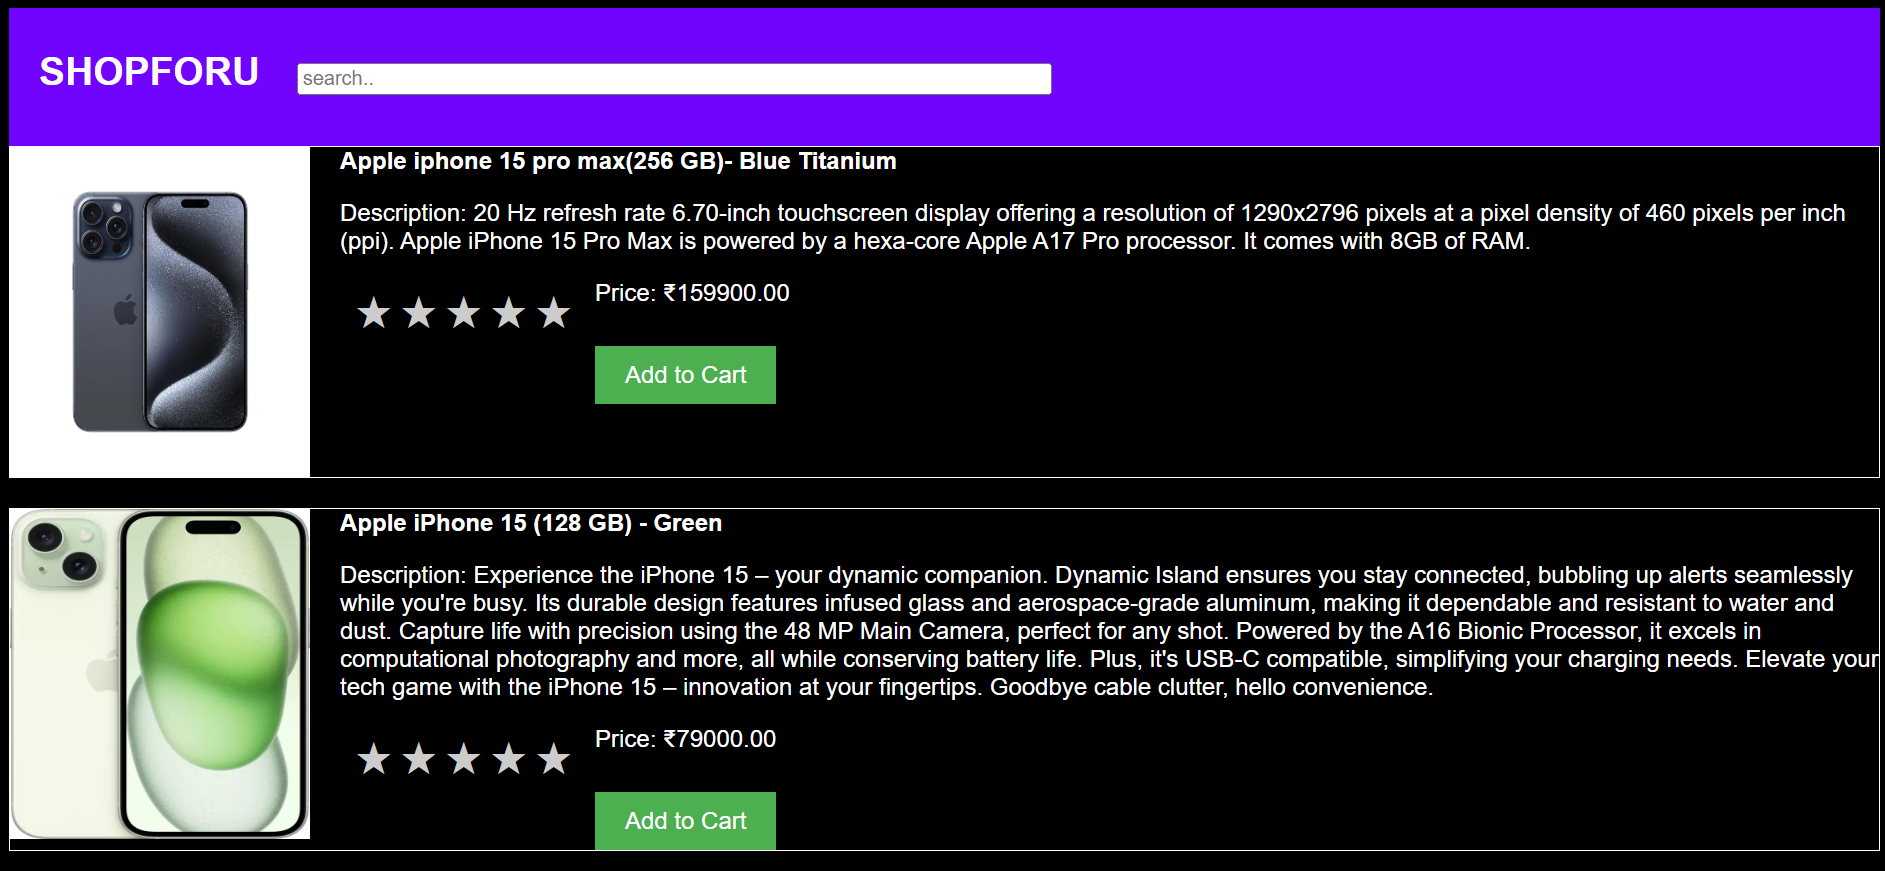 SHOPFORU
search..
Apple iphone 15 pro max(256 GB)- Blue Titanium
Description: 20 Hz refresh rate 6.70-inch touchscreen display offering a resolution of 1290x2796 pixels at a pixel density of 460 pixels per inch
(ppi). Apple iPhone 15 Pro Max is powered by a hexa-core Apple A17 Pro processor. It comes with 8GB of RAM.
★ ★ ★ ★ ★ Price: ₹159900.00
Add to Cart
Apple iPhone 15 (128 GB) - Green
Description: Experience the iPhone 15 – your dynamic companion. Dynamic Island ensures you stay connected, bubbling up alerts seamlessly
while you're busy. Its durable design features infused glass and aerospace-grade aluminum, making it dependable and resistant to water and
dust. Capture life with precision using the 48 MP Main Camera, perfect for any shot. Powered by the A16 Bionic Processor, it excels in
computational photography and more, all while conserving battery life. Plus, it's USB-C compatible, simplifying your charging needs. Elevate your
tech game with the iPhone 15 – innovation at your fingertips. Goodbye cable clutter, hello convenience.
★ ★ ★ ★ ★ Price: ₹79000.00
Add to Cart